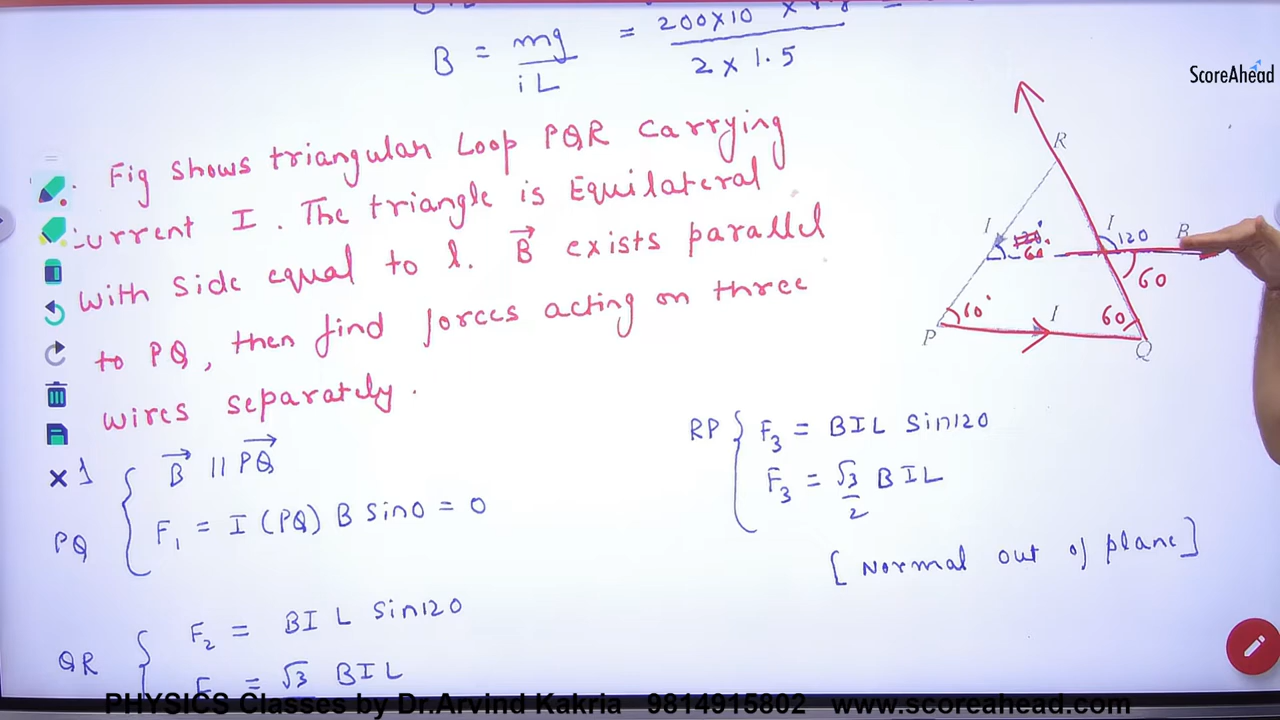 B = mg / iL = 200×10 × / 2 × 1.5
ScoreAhead
Fig shows triangular Loop PQR carrying
current I. The triangle is Equilateral
with side equal to l. B exists parallel
to PQ, then find forces acting on three
wires separately.
R
I
I
120
B
60
60
60°
60
I
P
Q
1
B || PQ
PQ
F₁ = I (PQ) B Sin0 = 0
QR
F₂ = BIL Sin120
= √3 BIL
RP
F₃ = BIL Sin120
F₃ = √3/2 BIL
[Normal out of plane]
PHYSICS Classes by Dr.Arvind Kakria 9814915802 www.scoreahead.com